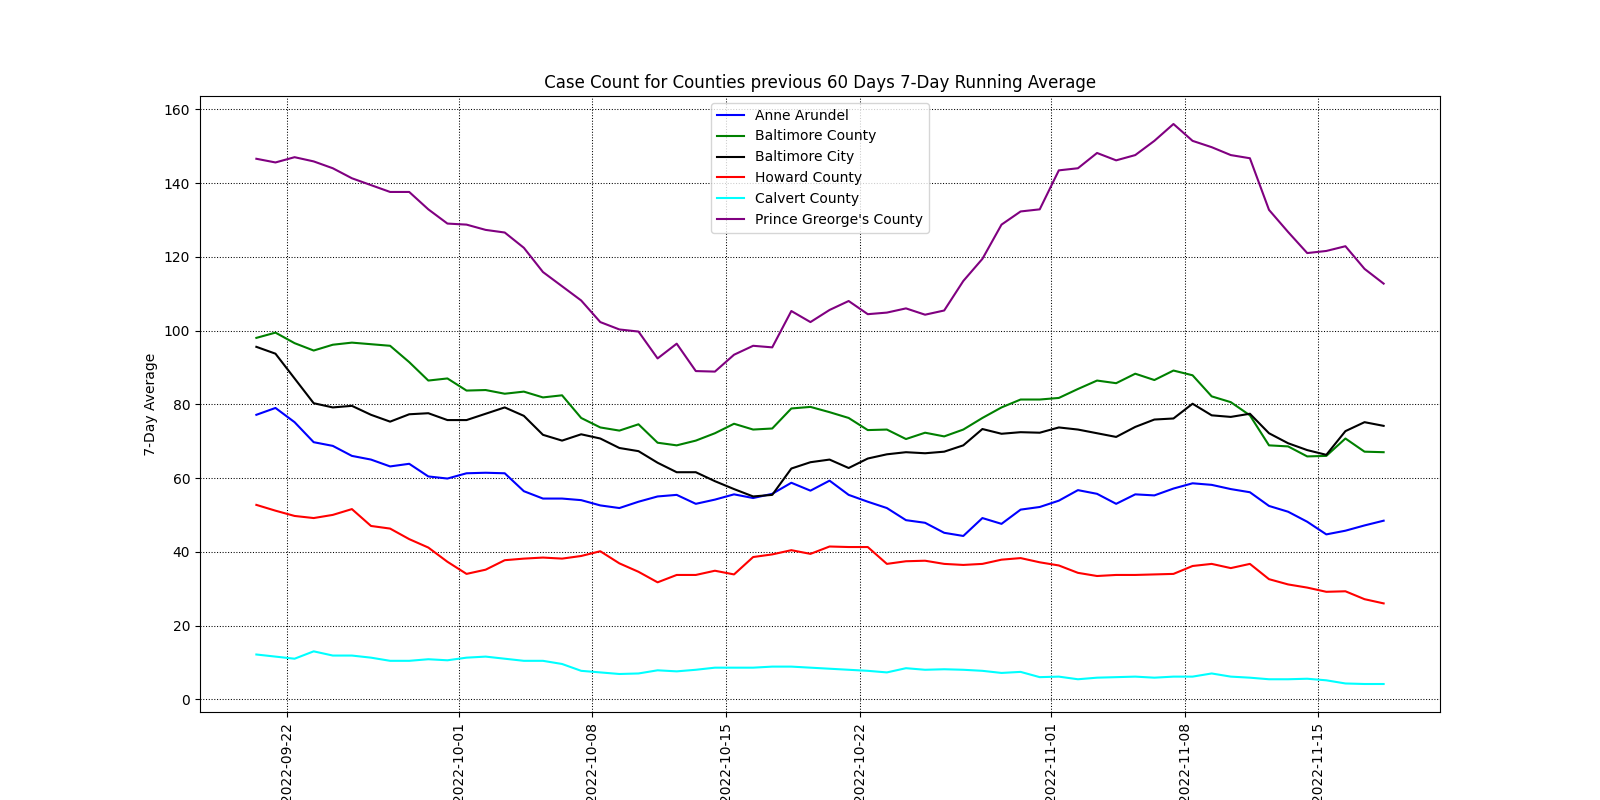 Case Count for Counties previous 60 Days 7-Day Running Average
7-Day Average
160
140
120
100
80
60
40
20
0
Anne Arundel
Baltimore County
Baltimore City
Howard County
Calvert County
Prince Greorge's County
2022-09-22
2022-10-01
2022-10-08
2022-10-15
2022-10-22
2022-11-01
2022-11-08
2022-11-15